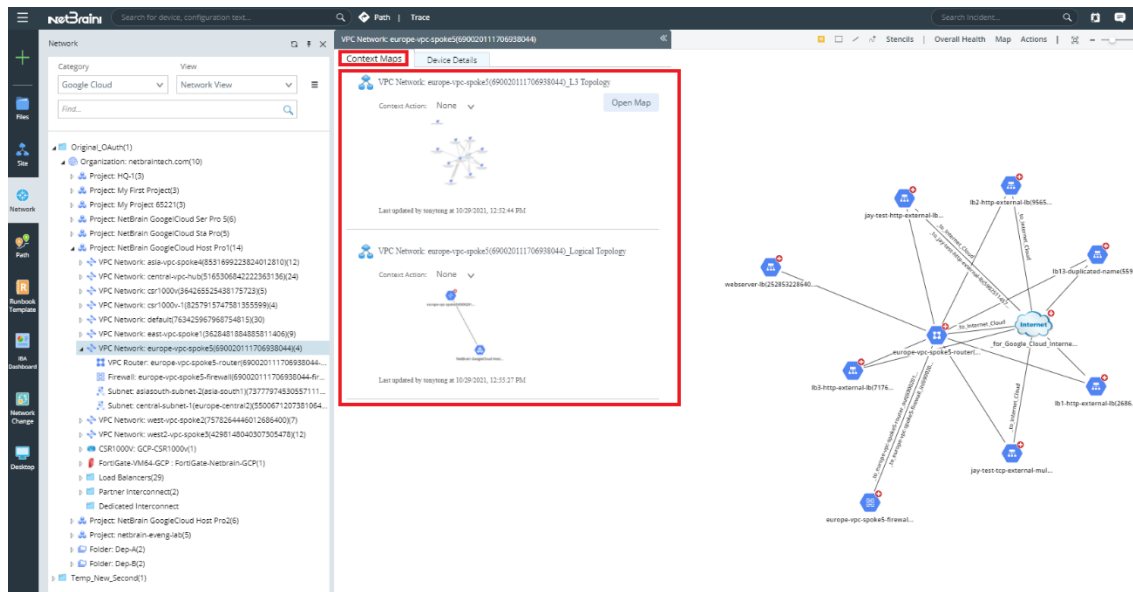 NetBrain
Search for device, configuration text...
Path | Trace
Search Incident...
Network
VPC Network: europe-vpc-spoke5(690020111706938044)
Stencils | Overall Health Map Actions |
Context Maps
Device Details
Category
View
Google Cloud
Network View
Find...
Files
Site
Network
Path
Runbook
Template
IBA
Dashboard
Network
Change
Desktop
Original_OAuth(1)
Organization: netbraintech.com(10)
Project: HQ-1(3)
Project: My First Project(3)
Project: My Project 65221(3)
Project: NetBrain GoogelCloud Ser Pro 5(6)
Project: NetBrain GoogelCloud Sta Pro(5)
Project: NetBrain GoogleCloud Host Pro1(14)
VPC Network: asia-vpc-spoke4(8531699225824012810)(12)
VPC Network: central-vpc-hub(5165306842222363136)(24)
VPC Network: csr1000v(364265525438175723)(5)
VPC Network: csr1000v-1(8257915747581355599)(4)
VPC Network: default(763425967968754815)(30)
VPC Network: east-vpc-spoke1(3628481884885811406)(9)
VPC Network: europe-vpc-spoke5(690020111706938044)(4)
VPC Router: europe-vpc-spoke5-router(690020111706938044-...
Firewall: europe-vpc-spoke5-firewall(690020111706938044-fir...
Subnet: asiasouth-subnet-2(asia-south1)(73777974530557111...
Subnet: central-subnet-1(europe-central2)(5500671207381064...
VPC Network: west-vpc-spoke2(7578264446012686400)(7)
VPC Network: west2-vpc-spoke3(4298148040307305478)(12)
CSR1000V: GCP-CSR1000v(1)
FortiGate-VM64-GCP : FortiGate-Netbrain-GCP(1)
Load Balancers(29)
Partner Interconnect(2)
Dedicated Interconnect
Project: NetBrain GoogleCloud Host Pro2(6)
Project: netbrain-eveng-lab(5)
Folder: Dep-A(2)
Folder: Dep-B(2)
Temp_New_Second(1)
VPC Network: europe-vpc-spoke5(690020111706938044)_L3 Topology
Context Action: None
Open Map
Last updated by tonytong at 10/29/2021, 12:52:44 PM
VPC Network: europe-vpc-spoke5(690020111706938044)_Logical Topology
Context Action: None
Last updated by tonytong at 10/29/2021, 12:55:27 PM
lb2-http-external-lb(9565...
jay-test-http-external-lb...
lb13-duplicated-name(559...
webserver-lb(252853228640...
_to_Internet_Cloud
_to_Internet_Cloud
_to_Internet_Cloud
Internet
_for_Google_Cloud_Interne...
europe-vpc-spoke5-router(...
lb3-http-external-lb(7176...
lb1-http-external-lb(2686...
_to_Internet_Cloud
jay-test-tcp-external-mul...
europe-vpc-spoke5-firewal...